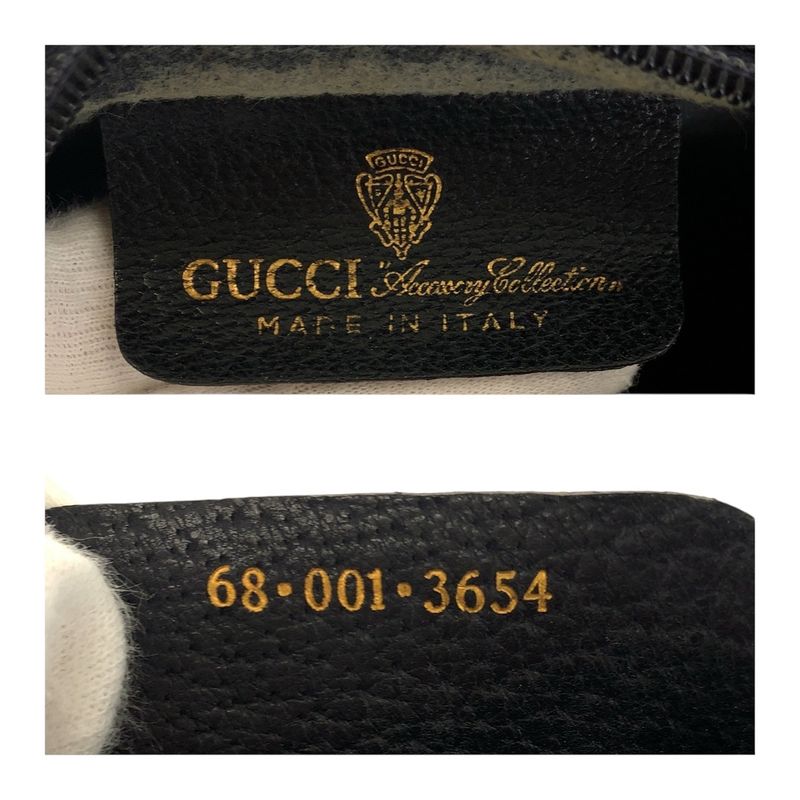 GUCCI
GUCCI "Accessory Collection"
MADE IN ITALY
68·001·3654